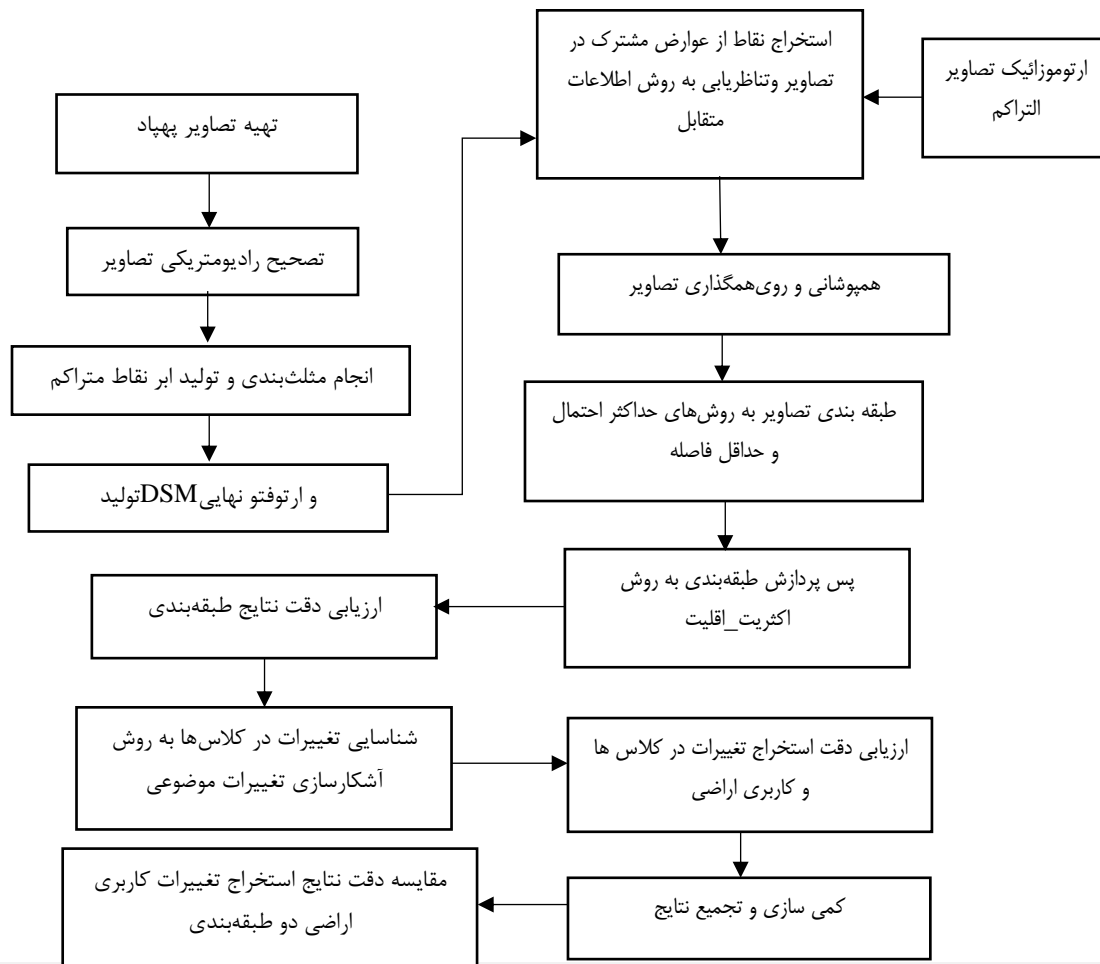 تهیه تصاویر پهپاد
تصحیح رادیومتریکی تصاویر
انجام مثلث‌بندی و تولید ابر نقاط متراکم
و ارتوفتو نهاییDSMتولید
استخراج نقاط از عوارض مشترک در
تصاویر وتناظریابی به روش اطلاعات
متقابل
ارتوموزائیک تصاویر
التراکم
همپوشانی و روی‌همگذاری تصاویر
طبقه بندی تصاویر به روش‌های حداکثر احتمال
و حداقل فاصله
پس پردازش طبقه‌بندی به روش
اکثریت_اقلیت
ارزیابی دقت نتایج طبقه‌بندی
شناسایی تغییرات در کلاس‌ها به روش
آشکارسازی تغییرات موضوعی
ارزیابی دقت استخراج تغییرات در کلاس ها
و کاربری اراضی
کمی سازی و تجمیع نتایج
مقایسه دقت نتایج استخراج تغییرات کاربری
اراضی دو طبقه‌بندی